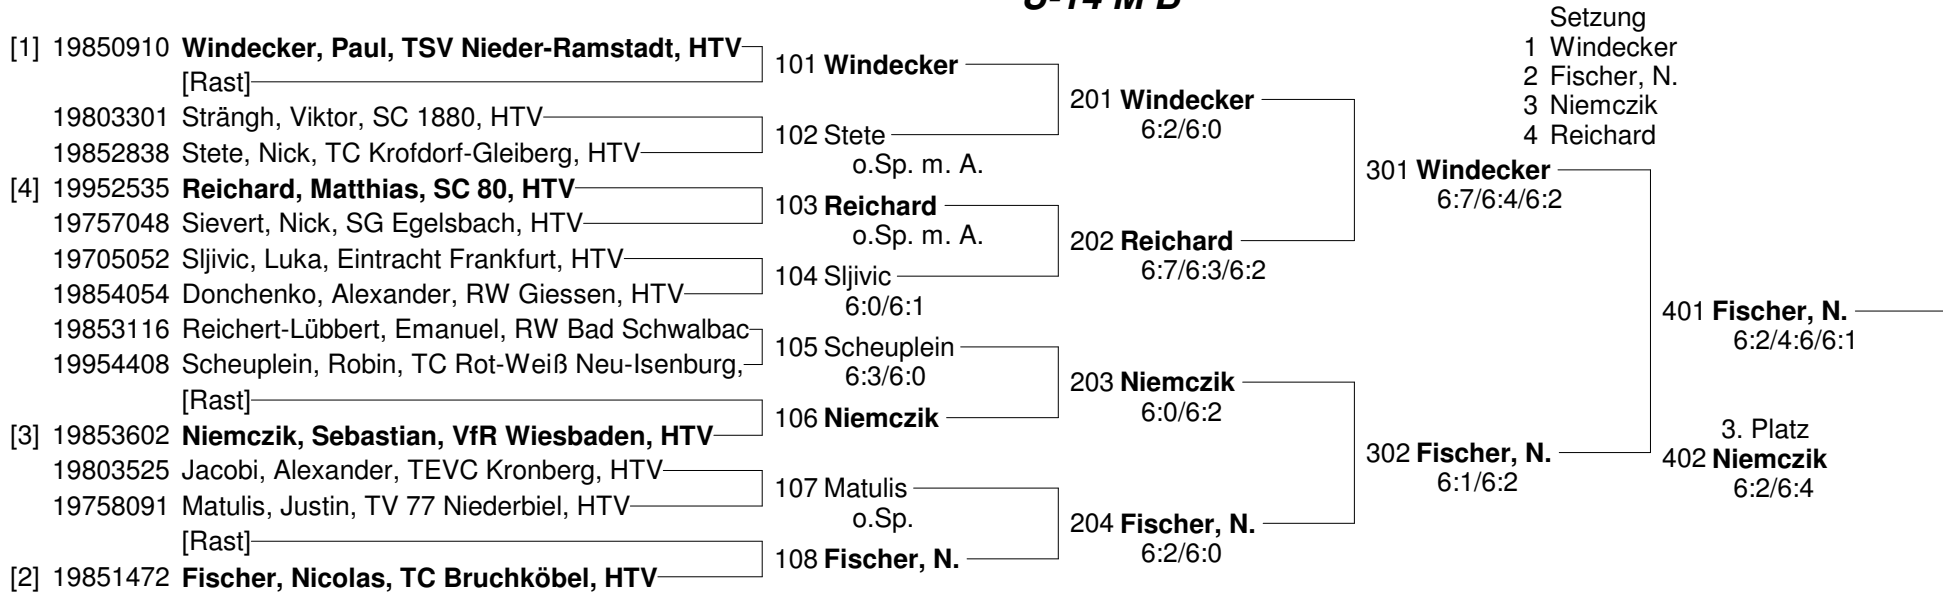 U-14 M B
[1] 19850910 Windecker, Paul, TSV Nieder-Ramstadt, HTV
[Rast]
19803301 Strängh, Viktor, SC 1880, HTV
19852838 Stete, Nick, TC Krofdorf-Gleiberg, HTV
[4] 19952535 Reichard, Matthias, SC 80, HTV
19757048 Sievert, Nick, SG Egelsbach, HTV
19705052 Sljivic, Luka, Eintracht Frankfurt, HTV
19854054 Donchenko, Alexander, RW Giessen, HTV
19853116 Reichert-Lübbert, Emanuel, RW Bad Schwalbac
19954408 Scheuplein, Robin, TC Rot-Weiß Neu-Isenburg,
[Rast]
[3] 19853602 Niemczik, Sebastian, VfR Wiesbaden, HTV
19803525 Jacobi, Alexander, TEVC Kronberg, HTV
19758091 Matulis, Justin, TV 77 Niederbiel, HTV
[Rast]
[2] 19851472 Fischer, Nicolas, TC Bruchköbel, HTV
101 Windecker
102 Stete
o.Sp. m. A.
103 Reichard
o.Sp. m. A.
104 Sljivic
6:0/6:1
105 Scheuplein
6:3/6:0
106 Niemczik
107 Matulis
o.Sp.
108 Fischer, N.
201 Windecker
6:2/6:0
202 Reichard
6:7/6:3/6:2
203 Niemczik
6:0/6:2
204 Fischer, N.
6:2/6:0
301 Windecker
6:7/6:4/6:2
302 Fischer, N.
6:1/6:2
Setzung
1 Windecker
2 Fischer, N.
3 Niemczik
4 Reichard
401 Fischer, N.
6:2/4:6/6:1
3. Platz
402 Niemczik
6:2/6:4